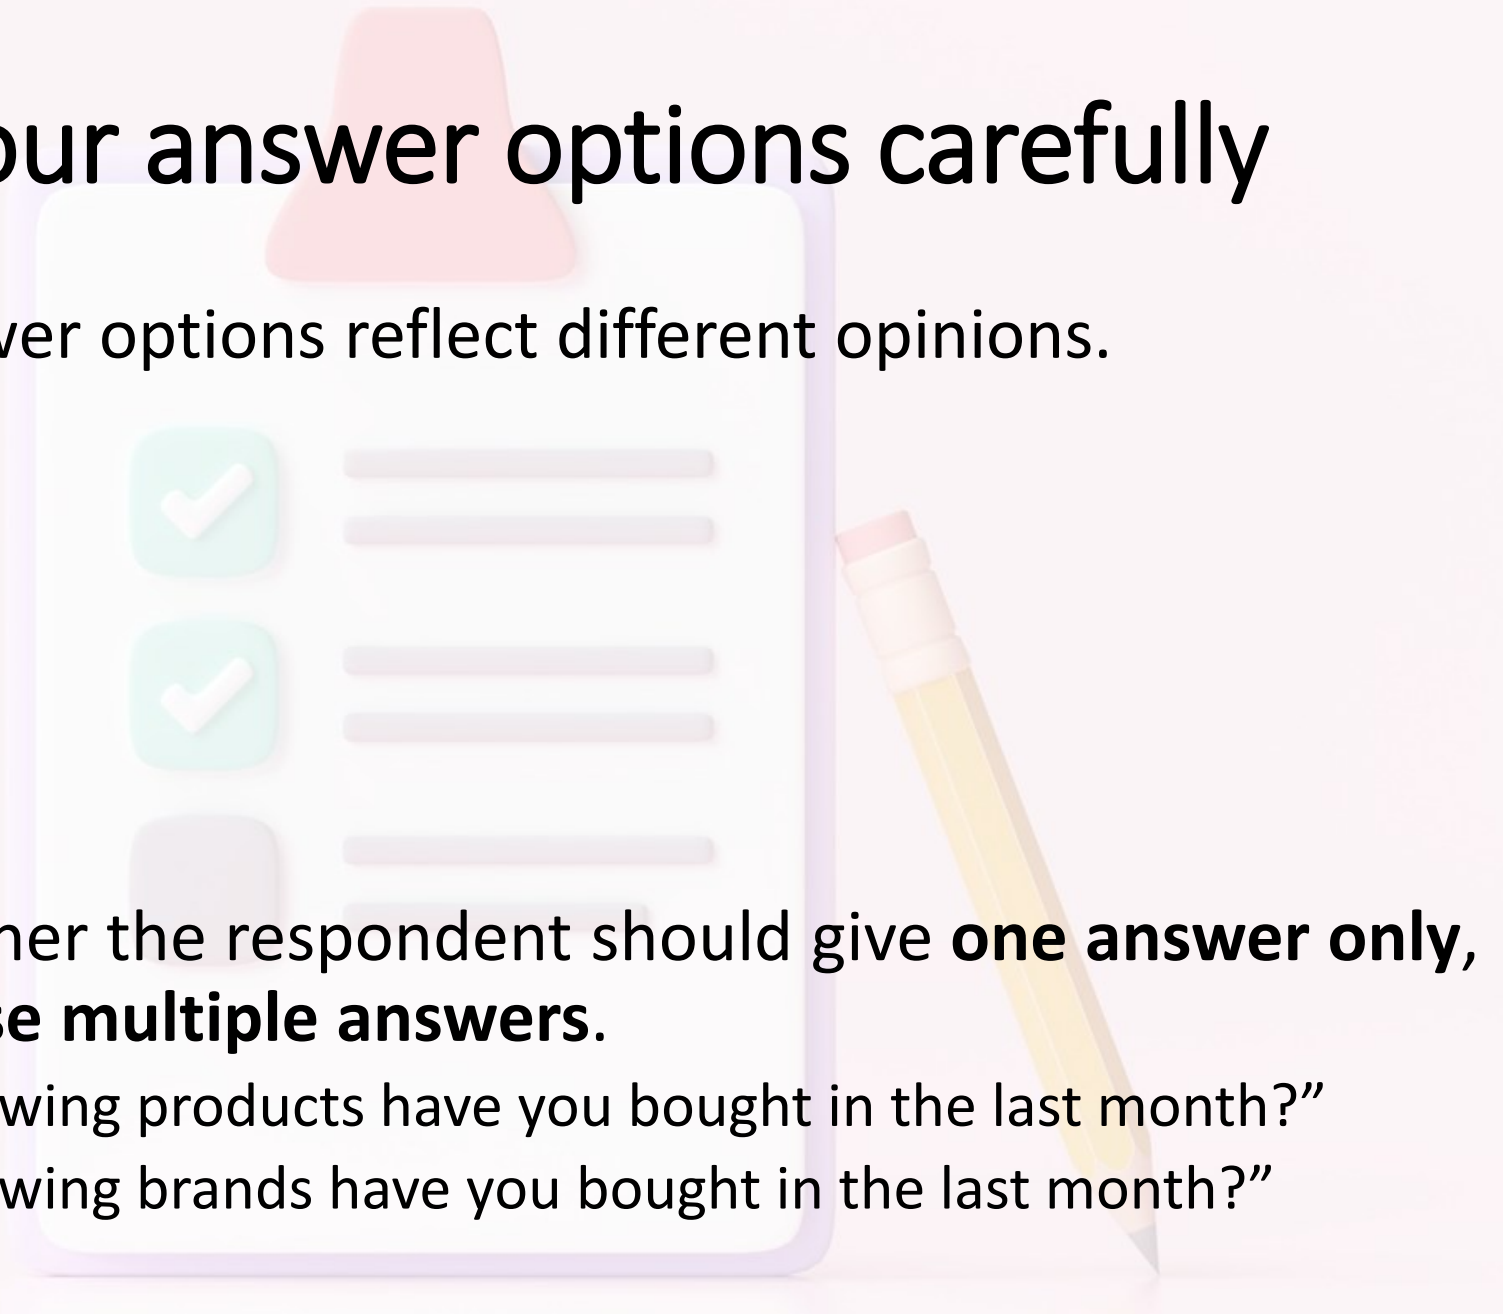 our answer options carefully
wer options reflect different opinions.
her the respondent should give one answer only,
se multiple answers.
wing products have you bought in the last month?”
wing brands have you bought in the last month?”